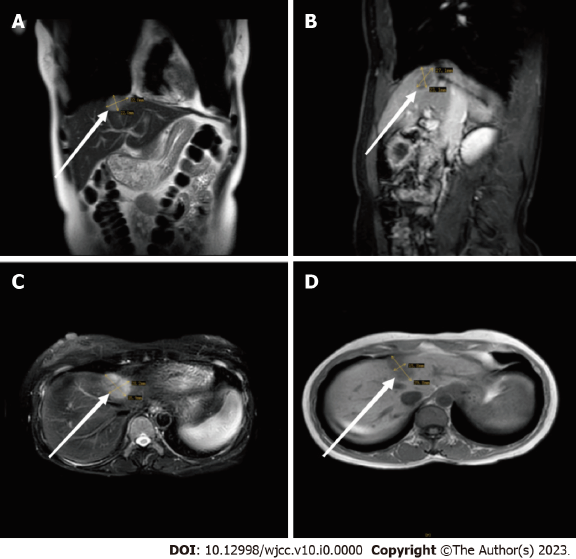 A
B
C
D
DOI: 10.12998/wjcc.v10.i0.0000 Copyright ©The Author(s) 2023